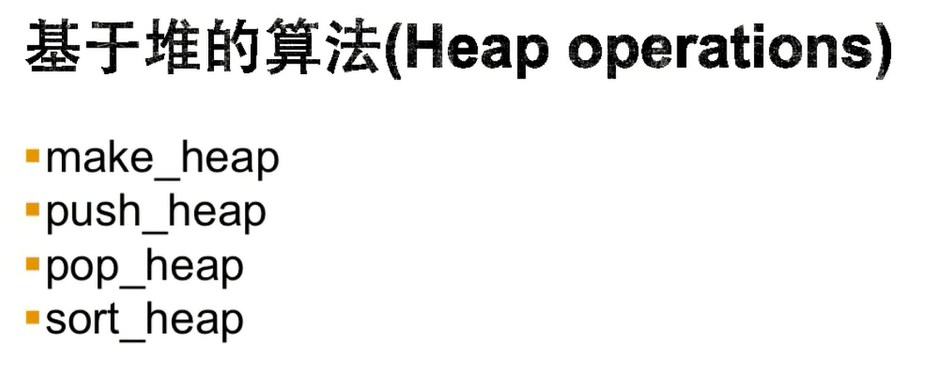 基于堆的算法(Heap operations)
make_heap
push_heap
pop_heap
sort_heap